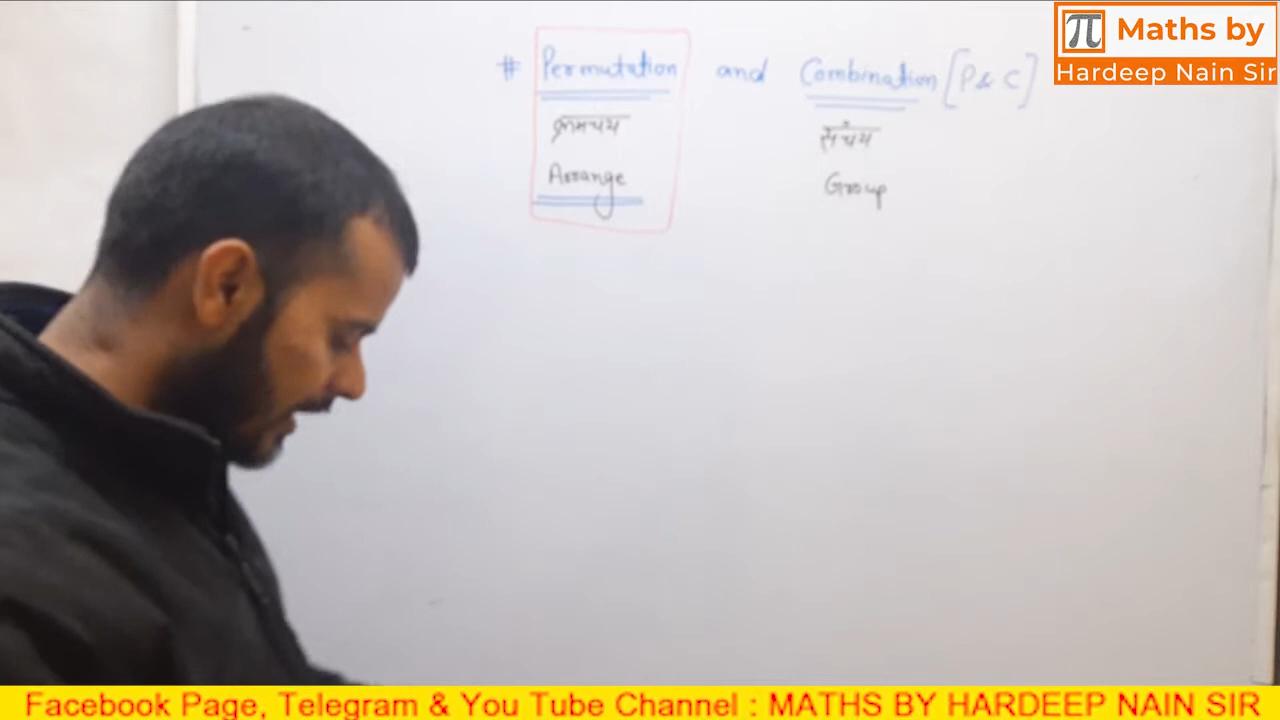 # Permutation and Combination [P & C]
क्रमचय संचय
Arrange Group
π Maths by
Hardeep Nain Sir
Facebook Page, Telegram & You Tube Channel : MATHS BY HARDEEP NAIN SIR